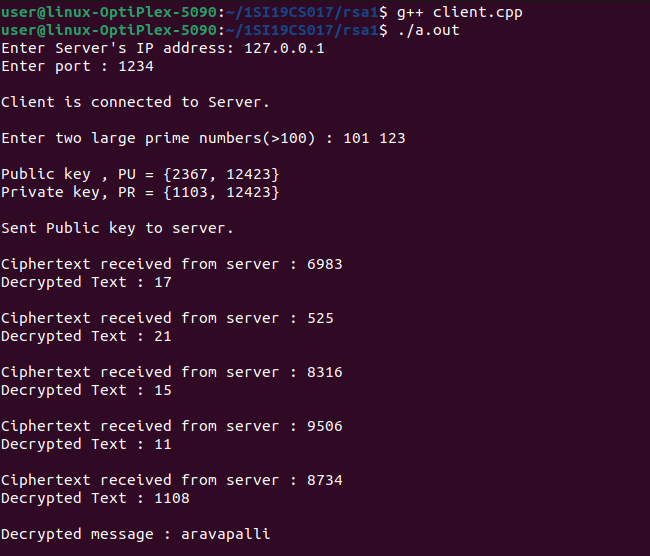 user@linux-OptiPlex-5090:~/1SI19CS017/rsa1$ g++ client.cpp
user@linux-OptiPlex-5090:~/1SI19CS017/rsa1$ ./a.out
Enter Server's IP address: 127.0.0.1
Enter port : 1234
Client is connected to Server.
Enter two large prime numbers(>100) : 101 123
Public key , PU = {2367, 12423}
Private key, PR = {1103, 12423}
Sent Public key to server.
Ciphertext received from server : 6983
Decrypted Text : 17
Ciphertext received from server : 525
Decrypted Text : 21
Ciphertext received from server : 8316
Decrypted Text : 15
Ciphertext received from server : 9506
Decrypted Text : 11
Ciphertext received from server : 8734
Decrypted Text : 1108
Decrypted message : aravapalli